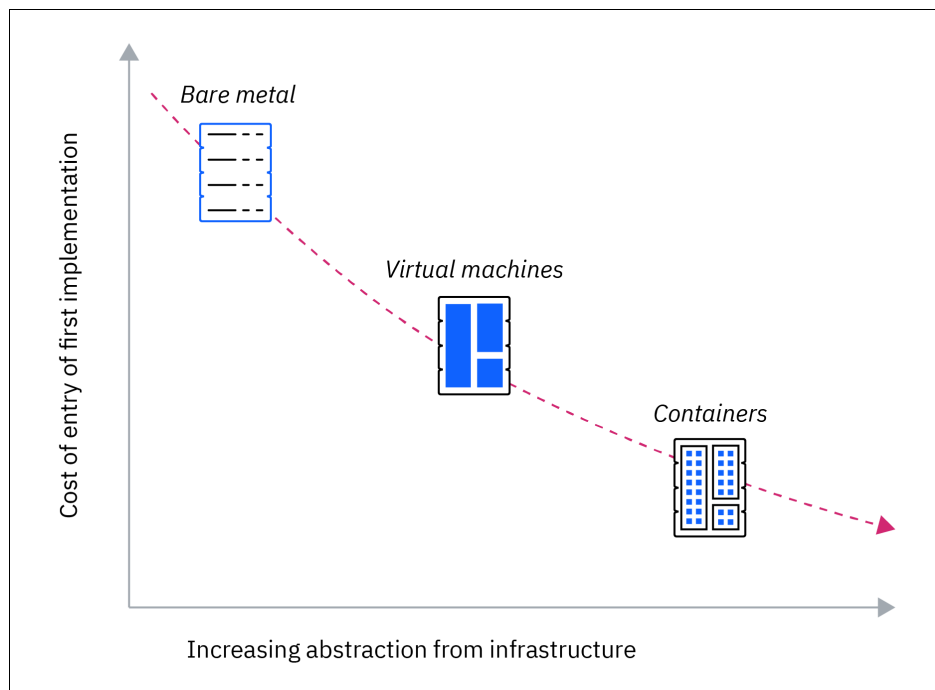 Bare metal
Virtual machines
Containers
Cost of entry of first implementation
Increasing abstraction from infrastructure